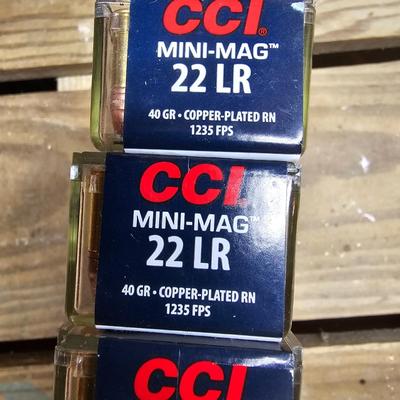 CCI®
MINI-MAG™
22 LR
40 GR • COPPER-PLATED RN
1235 FPS
CCI
MINI-MAG™
22 LR
40 GR • COPPER-PLATED RN
1235 FPS
CCI